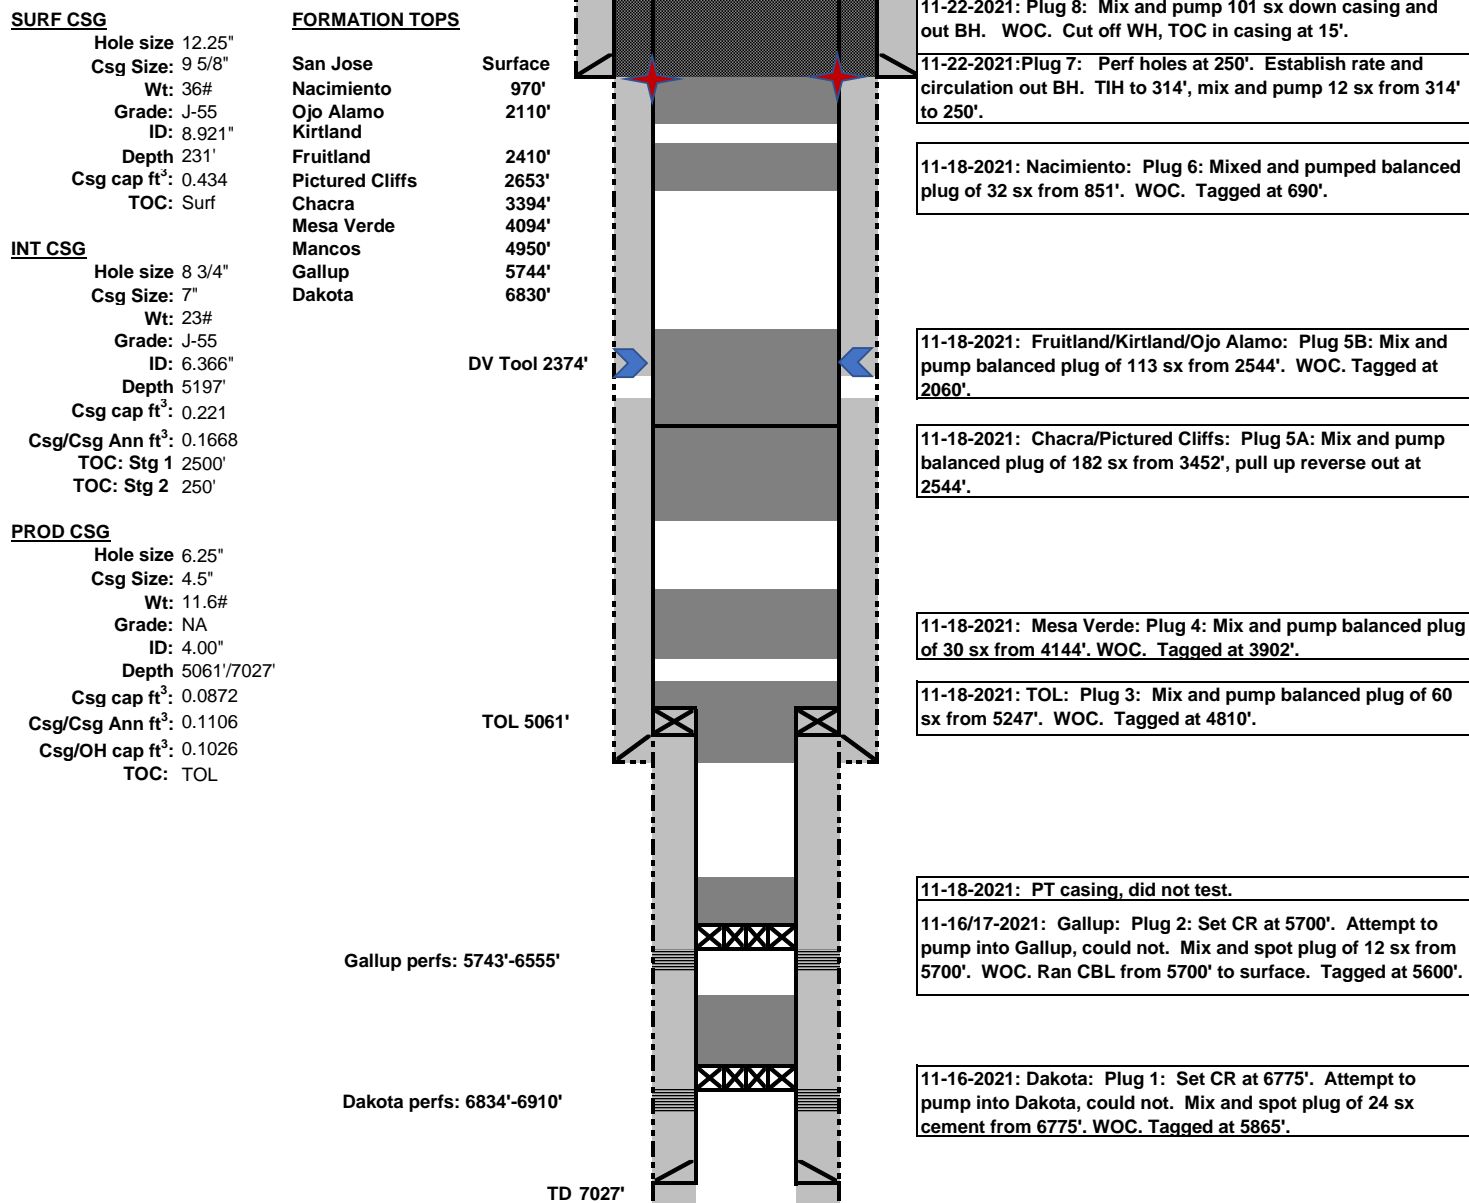 SURF CSG
Hole size 12.25"
Csg Size: 9 5/8"
Wt: 36#
Grade: J-55
ID: 8.921"
Depth 231'
Csg cap ft³: 0.434
TOC: Surf
INT CSG
Hole size 8 3/4"
Csg Size: 7"
Wt: 23#
Grade: J-55
ID: 6.366"
Depth 5197'
Csg cap ft³: 0.221
Csg/Csg Ann ft³: 0.1668
TOC: Stg 1 2500'
TOC: Stg 2 250'
PROD CSG
Hole size 6.25"
Csg Size: 4.5"
Wt: 11.6#
Grade: NA
ID: 4.00"
Depth 5061'/7027'
Csg cap ft³: 0.0872
Csg/Csg Ann ft³: 0.1106
Csg/OH cap ft³: 0.1026
TOC: TOL
FORMATION TOPS
San Jose Surface
Nacimiento 970'
Ojo Alamo 2110'
Kirtland
Fruitland 2410'
Pictured Cliffs 2653'
Chacra 3394'
Mesa Verde 4094'
Mancos 4950'
Gallup 5744'
Dakota 6830'
DV Tool 2374'
TOL 5061'
Gallup perfs: 5743'-6555'
Dakota perfs: 6834'-6910'
TD 7027'
11-22-2021: Plug 8: Mix and pump 101 sx down casing and
out BH. WOC. Cut off WH, TOC in casing at 15'.
11-22-2021:Plug 7: Perf holes at 250'. Establish rate and
circulation out BH. TIH to 314', mix and pump 12 sx from 314'
to 250'.
11-18-2021: Nacimiento: Plug 6: Mixed and pumped balanced
plug of 32 sx from 851'. WOC. Tagged at 690'.
11-18-2021: Fruitland/Kirtland/Ojo Alamo: Plug 5B: Mix and
pump balanced plug of 113 sx from 2544'. WOC. Tagged at
2060'.
11-18-2021: Chacra/Pictured Cliffs: Plug 5A: Mix and pump
balanced plug of 182 sx from 3452', pull up reverse out at
2544'.
11-18-2021: Mesa Verde: Plug 4: Mix and pump balanced plug
of 30 sx from 4144'. WOC. Tagged at 3902'.
11-18-2021: TOL: Plug 3: Mix and pump balanced plug of 60
sx from 5247'. WOC. Tagged at 4810'.
11-18-2021: PT casing, did not test.
11-16/17-2021: Gallup: Plug 2: Set CR at 5700'. Attempt to
pump into Gallup, could not. Mix and spot plug of 12 sx from
5700'. WOC. Ran CBL from 5700' to surface. Tagged at 5600'.
11-16-2021: Dakota: Plug 1: Set CR at 6775'. Attempt to
pump into Dakota, could not. Mix and spot plug of 24 sx
cement from 6775'. WOC. Tagged at 5865'.